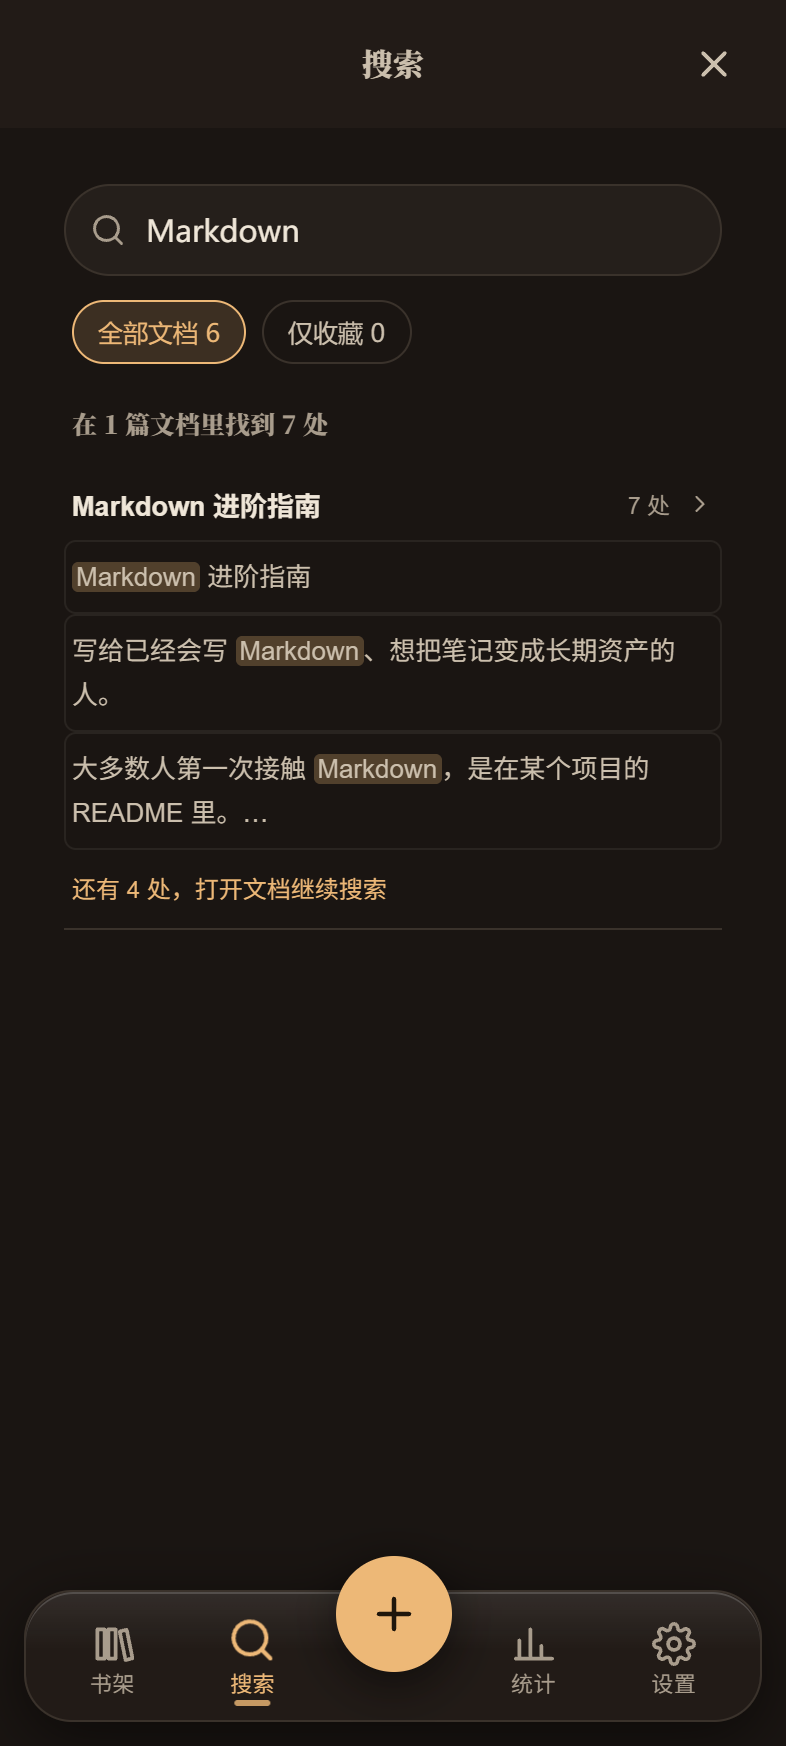 搜索
Markdown
全部文档 6
仅收藏 0
在 1 篇文档里找到 7 处
Markdown 进阶指南
7 处
Markdown 进阶指南
写给已经会写 Markdown、想把笔记变成长期资产的
人。
大多数人第一次接触 Markdown，是在某个项目的
README 里。…
还有 4 处，打开文档继续搜索
书架
搜索
统计
设置